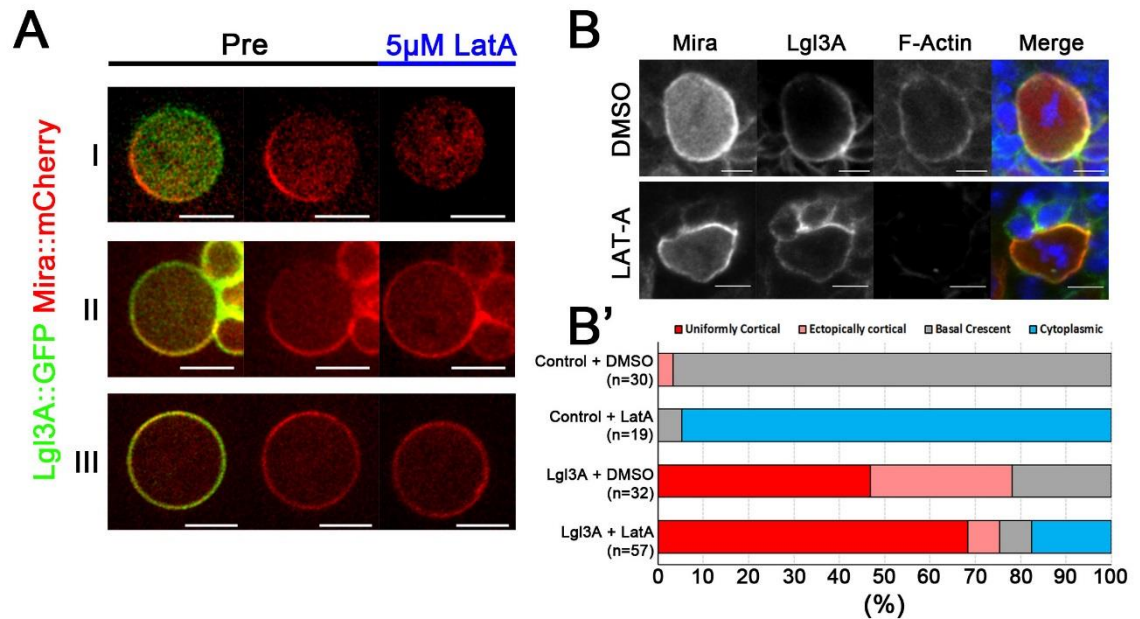 A
Pre
5µM LatA
Lgl3A::GFP Mira::mCherry
I
II
III
B
Mira
Lgl3A
F-Actin
Merge
DMSO
LAT-A
B'
Uniformly Cortical
Ectopically cortical
Basal Crescent
Cytoplasmic
Control + DMSO
(n=30)
Control + LatA
(n=19)
Lgl3A + DMSO
(n=32)
Lgl3A + LatA
(n=57)
0 10 20 30 40 50 60 70 80 90 100
(%)